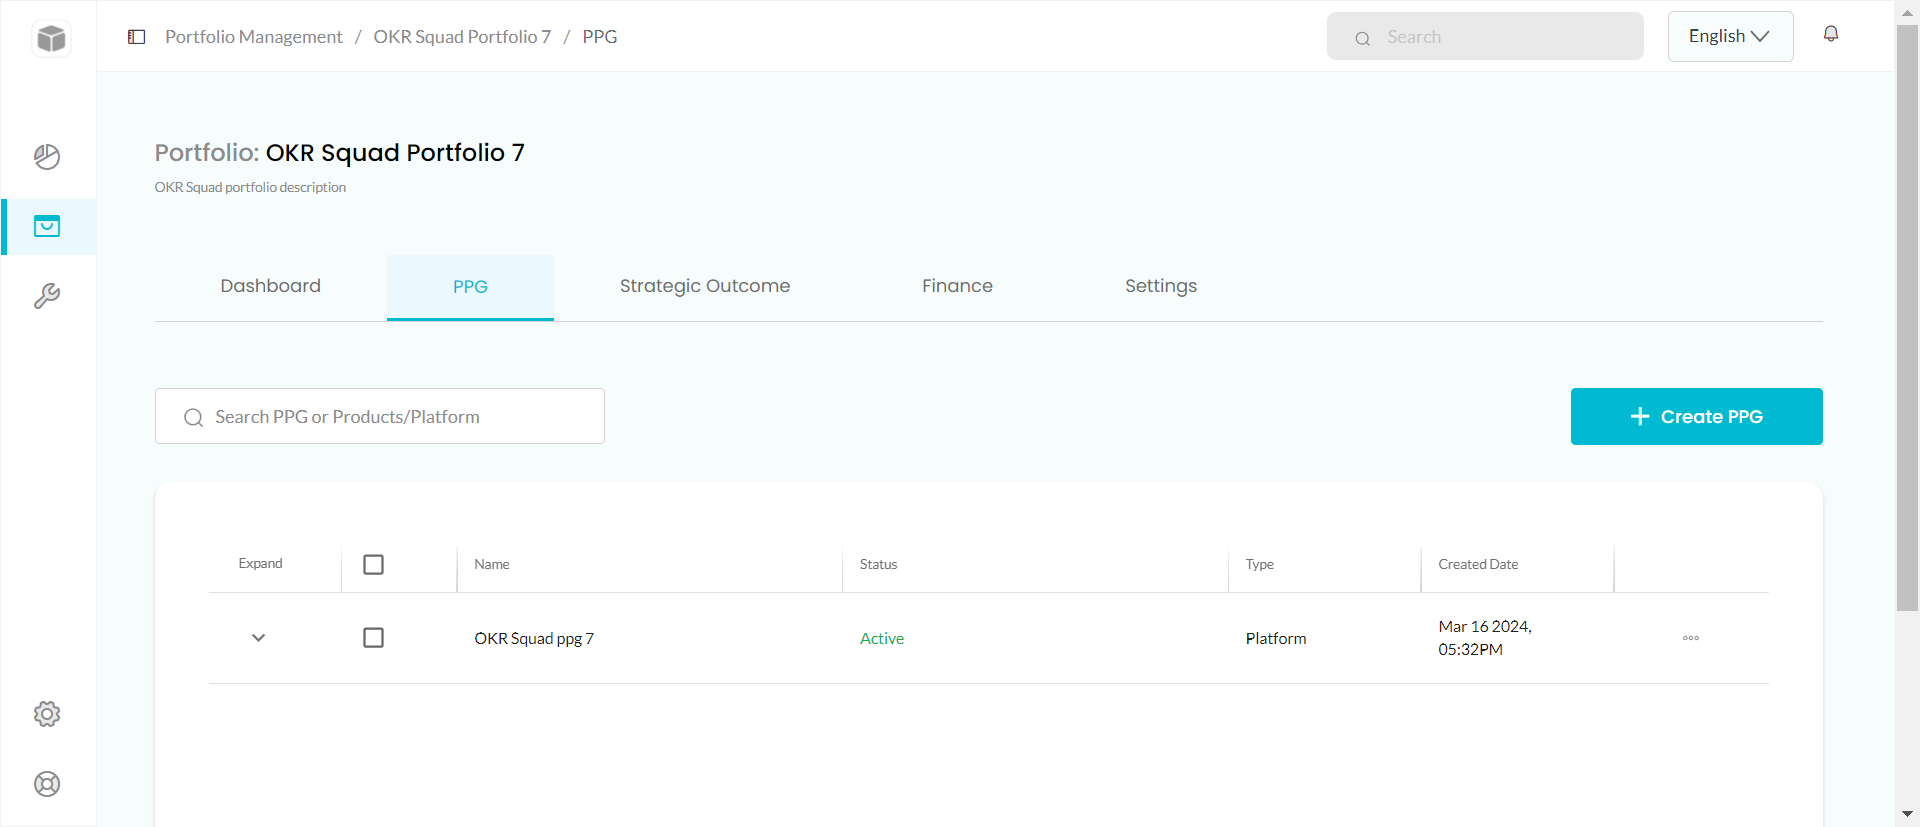 Portfolio Management / OKR Squad Portfolio 7 / PPG
Search
English
Portfolio: OKR Squad Portfolio 7
OKR Squad portfolio description
Dashboard
PPG
Strategic Outcome
Finance
Settings
Search PPG or Products/Platform
+ Create PPG
Expand
Name
Status
Type
Created Date
OKR Squad ppg 7
Active
Platform
Mar 16 2024,
05:32PM